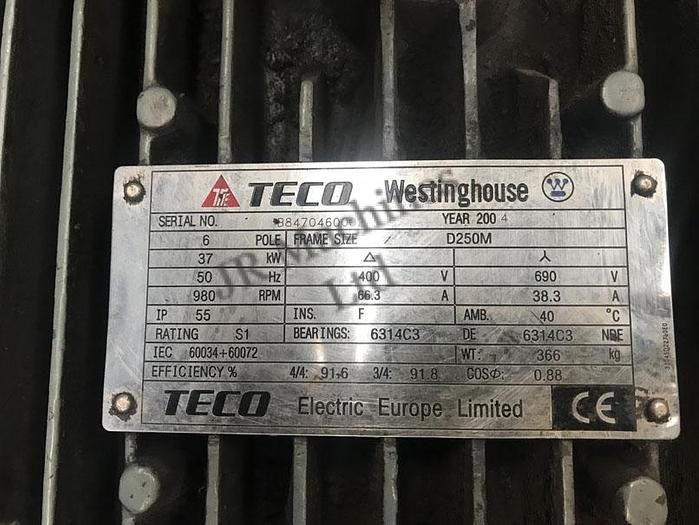 TECO Westinghouse
SERIAL NO. YEAR 2004
6 POLE FRAME SIZE D250M
37 kW △ 人
50 Hz 400 V 690 V
980 RPM 66.3 A 38.3 A
IP 55 INS. F AMB. 40 °C
RATING S1 BEARINGS: 6314C3 DE 6314C3 NDE
IEC 60034+60072 WT: 366 kg
EFFICIENCY % 4/4: 91.6 3/4: 91.8 COSΦ: 0.88
TECO Electric Europe Limited CE
JR Machines
Ltd